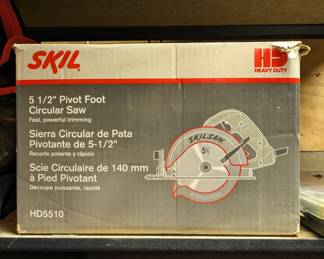 SKIL.
HD
HEAVY DUTY
5 1/2" Pivot Foot
Circular Saw
Fast, powerful trimming
Sierra Circular de Pata
Pivotante de 5-1/2"
Recorte potente y rápido
Scie Circulaire de 140 mm
à Pied Pivotant
Découpe puissante, rapide
HD5510
SKILSAW
5½